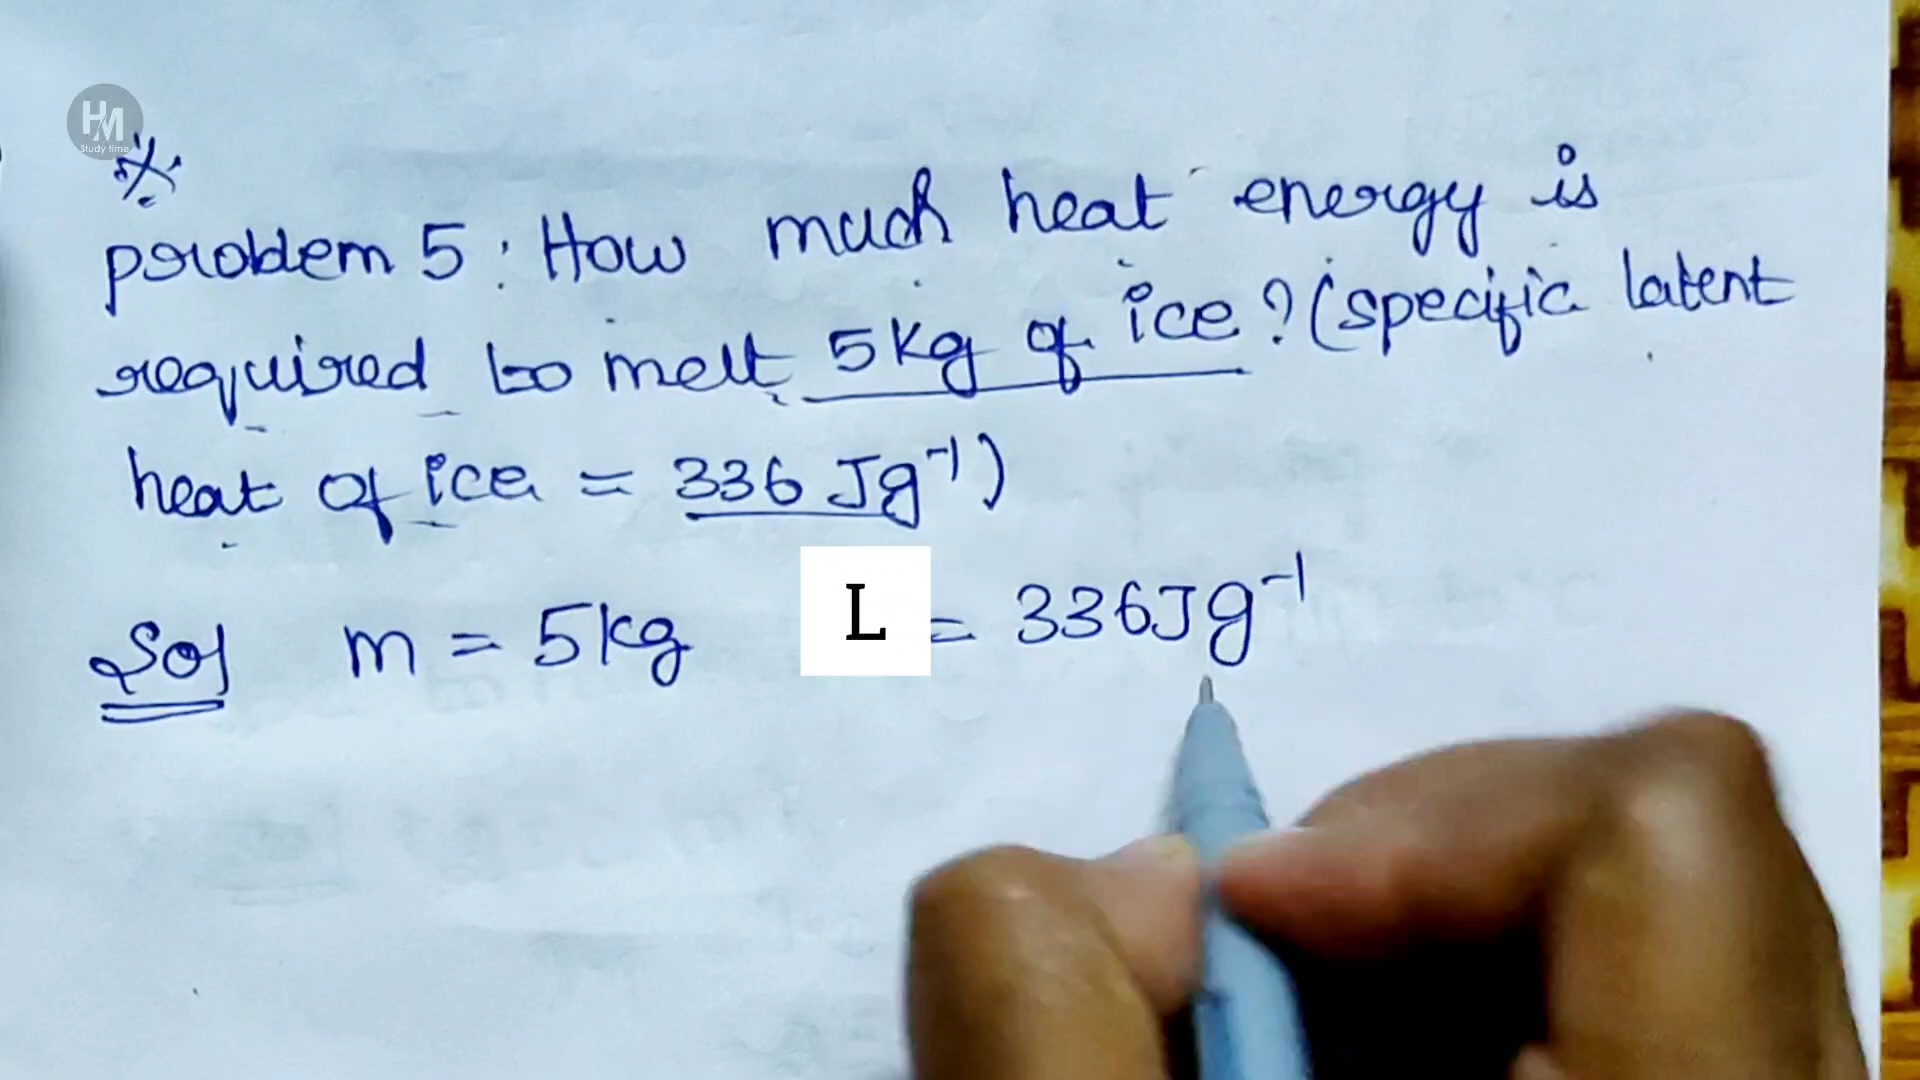 HM
Study time
problem 5: How much heat energy is
required to melt 5kg of ice? (specific latent
heat of ice = 336 Jg⁻¹)
Sol m = 5kg L = 336Jg⁻¹